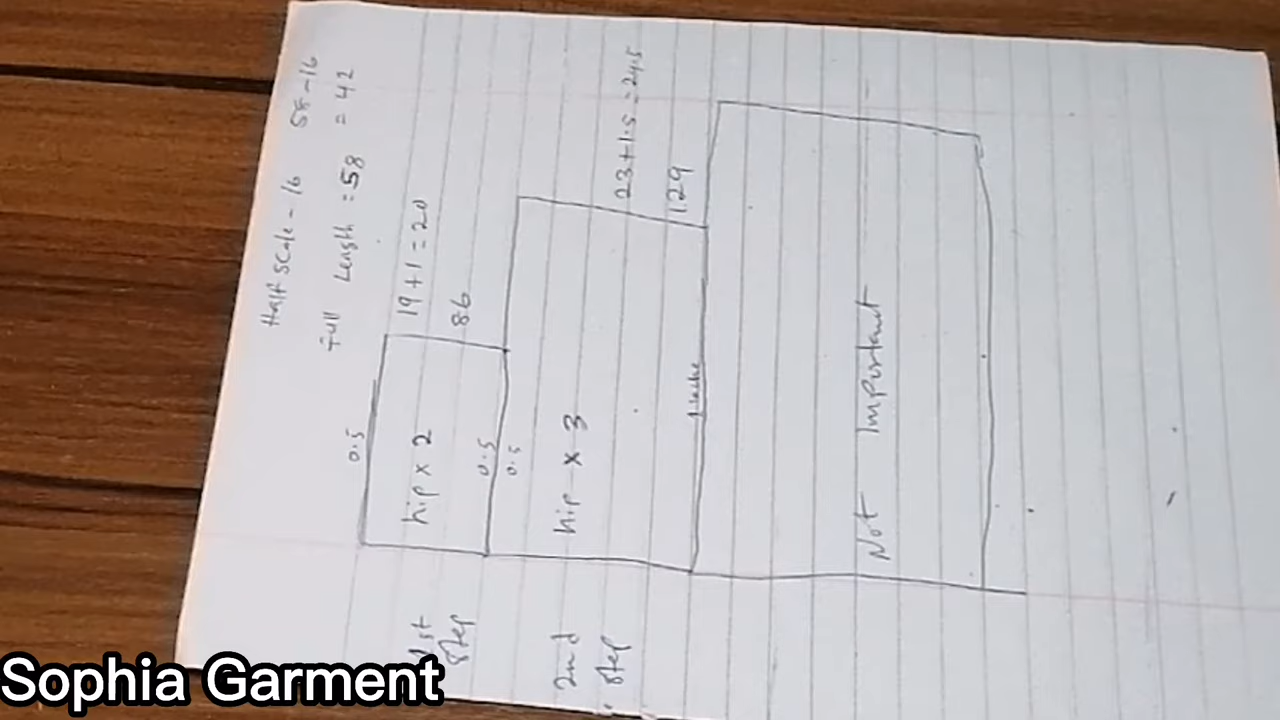 Half scale - 16 58-16
Full Length = 58 = 42
0.5
hip x 2
19+1=20
86
1st
step
0.5
0.5
hip x 3
23+1.5=24.5
129
2nd
step
Not Important
Sophia Garment